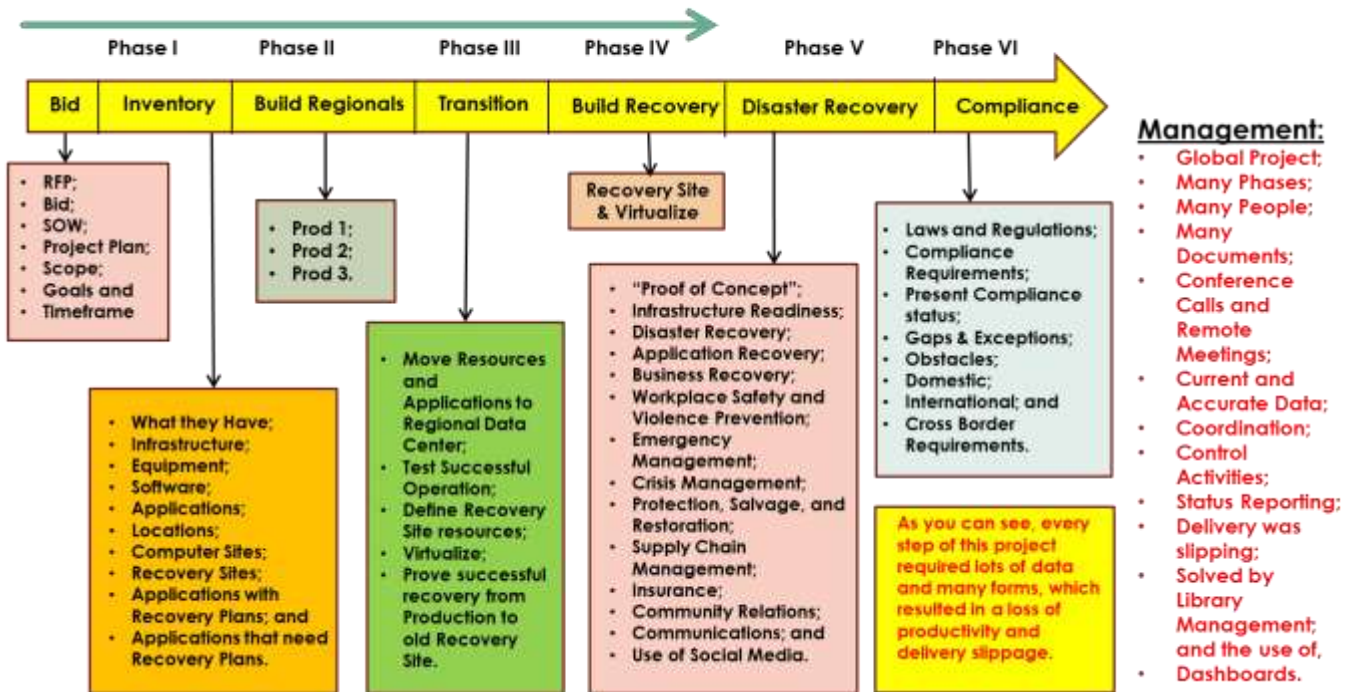 Phase I
Phase II
Phase III
Phase IV
Phase V
Phase VI
Bid
Inventory
Build Regionals
Transition
Build Recovery
Disaster Recovery
Compliance
• RFP;
• Bid;
• SOW;
• Project Plan;
• Scope;
• Goals and
Timeframe
• What they Have;
• Infrastructure;
• Equipment;
• Software;
• Applications;
• Locations;
• Computer Sites;
• Recovery Sites;
• Applications with
Recovery Plans; and
• Applications that need
Recovery Plans.
• Prod 1;
• Prod 2;
• Prod 3.
• Move Resources
and
Applications to
Regional Data
Center;
• Test Successful
Operation;
• Define Recovery
Site resources;
• Virtualize;
• Prove successful
recovery from
Production to
old Recovery
Site.
Recovery Site
& Virtualize
• “Proof of Concept”;
• Infrastructure Readiness;
• Disaster Recovery;
• Application Recovery;
• Business Recovery;
• Workplace Safety and
Violence Prevention;
• Emergency
Management;
• Crisis Management;
• Protection, Salvage, and
Restoration;
• Supply Chain
Management;
• Insurance;
• Community Relations;
• Communications; and
• Use of Social Media.
• Laws and Regulations;
• Compliance
Requirements;
• Present Compliance
status;
• Gaps & Exceptions;
• Obstacles;
• Domestic;
• International; and
• Cross Border
Requirements.
As you can see, every
step of this project
required lots of data
and many forms, which
resulted in a loss of
productivity and
delivery slippage.
Management:
• Global Project;
• Many Phases;
• Many People;
• Many
Documents;
• Conference
Calls and
Remote
Meetings;
• Current and
Accurate Data;
• Coordination;
• Control
Activities;
• Status Reporting;
• Delivery was
slipping;
• Solved by
Library
Management;
and the use of,
• Dashboards.